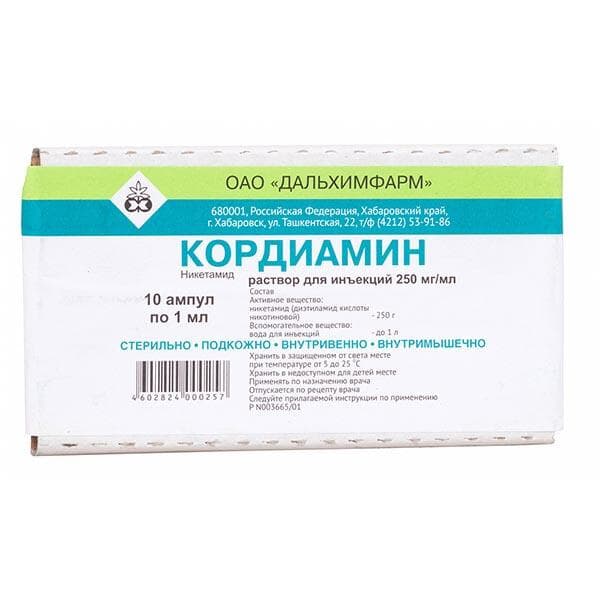 ОАО «ДАЛЬХИМФАРМ»
680001, Российская Федерация, Хабаровский край,
г. Хабаровск, ул. Ташкентская, 22, т/ф (4212) 53-91-86
КОРДИАМИН
Никетамид
раствор для инъекций 250 мг/мл
10 ампул
по 1 мл
Состав
Активное вещество:
никетамид (диэтиламид кислоты
никотиновой) - 250 г
Вспомогательное вещество:
вода для инъекций - до 1 л
СТЕРИЛЬНО • ПОДКОЖНО • ВНУТРИВЕННО • ВНУТРИМЫШЕЧНО
Хранить в защищенном от света месте
при температуре от 5 до 25 °С
Хранить в недоступном для детей месте
Применять по назначению врача
Отпускается по рецепту врача
Следуйте прилагаемой инструкции по применению
Р N003665/01
4602824000257